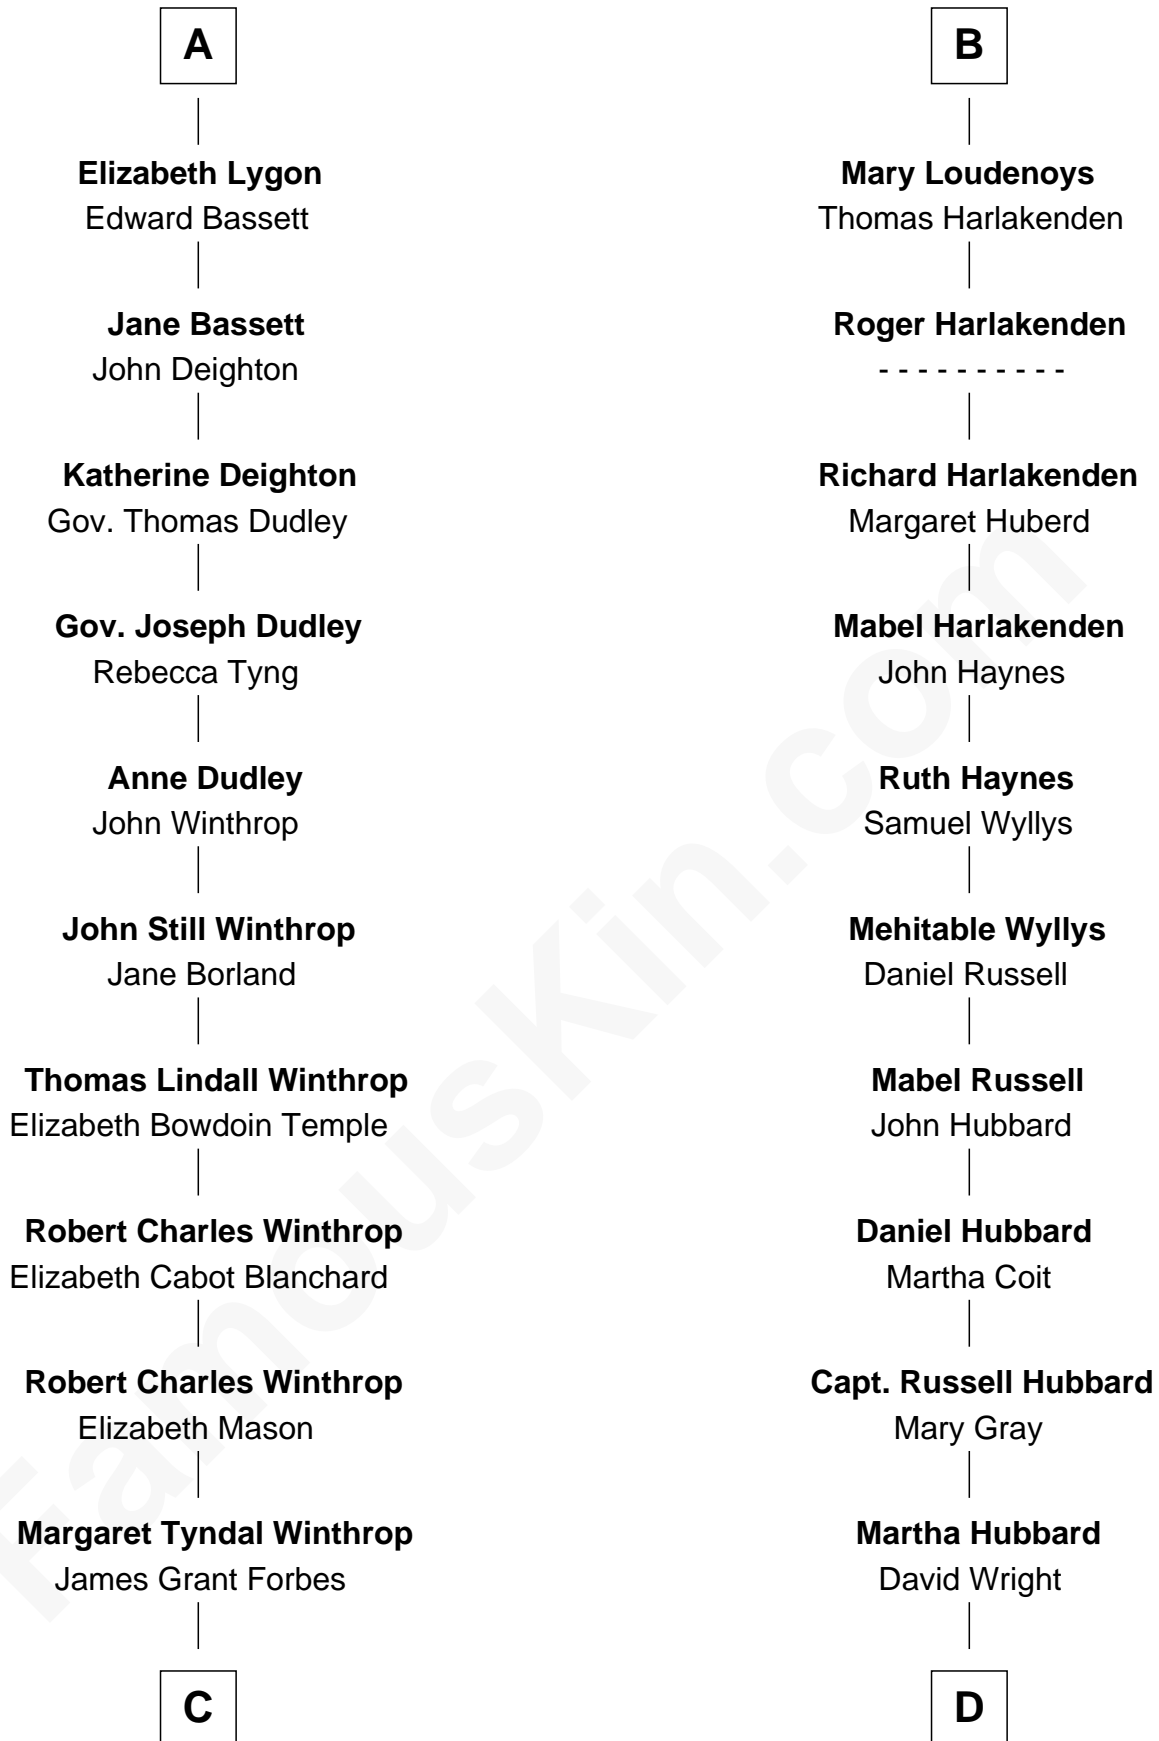 A
Elizabeth Lygon
Edward Bassett
Jane Bassett
John Deighton
Katherine Deighton
Gov. Thomas Dudley
Gov. Joseph Dudley
Rebecca Tyng
Anne Dudley
John Winthrop
John Still Winthrop
Jane Borland
Thomas Lindall Winthrop
Elizabeth Bowdoin Temple
Robert Charles Winthrop
Elizabeth Cabot Blanchard
Robert Charles Winthrop
Elizabeth Mason
Margaret Tyndal Winthrop
James Grant Forbes
C
B
Mary Loudenoys
Thomas Harlakenden
Roger Harlakenden
- - - - - - - - - -
Richard Harlakenden
Margaret Huberd
Mabel Harlakenden
John Haynes
Ruth Haynes
Samuel Wyllys
Mehitable Wyllys
Daniel Russell
Mabel Russell
John Hubbard
Daniel Hubbard
Martha Coit
Capt. Russell Hubbard
Mary Gray
Martha Hubbard
David Wright
D
FamousKin.com